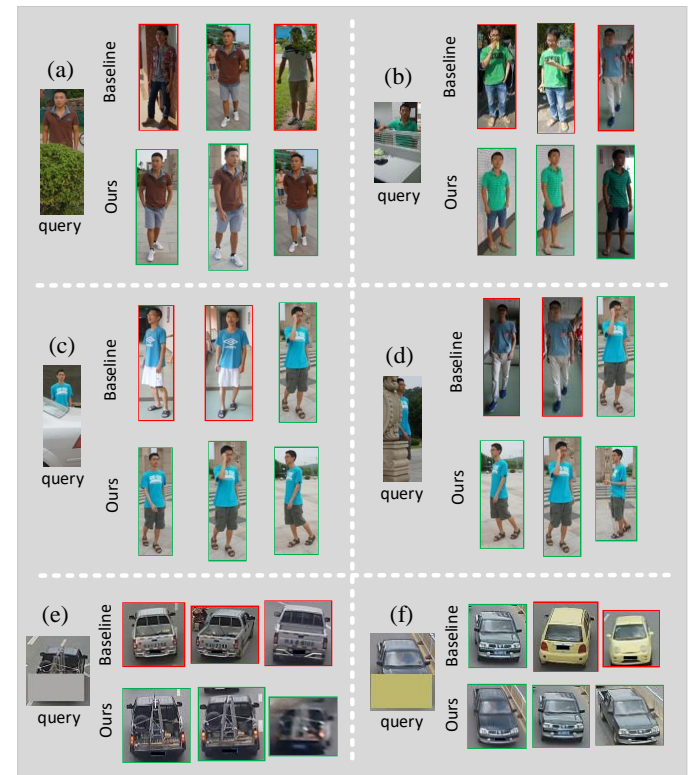 (a)
Baseline
Ours
query
(b)
Baseline
Ours
query
(c)
Baseline
Ours
query
(d)
Baseline
Ours
query
(e)
Baseline
Ours
query
(f)
Baseline
Ours
query